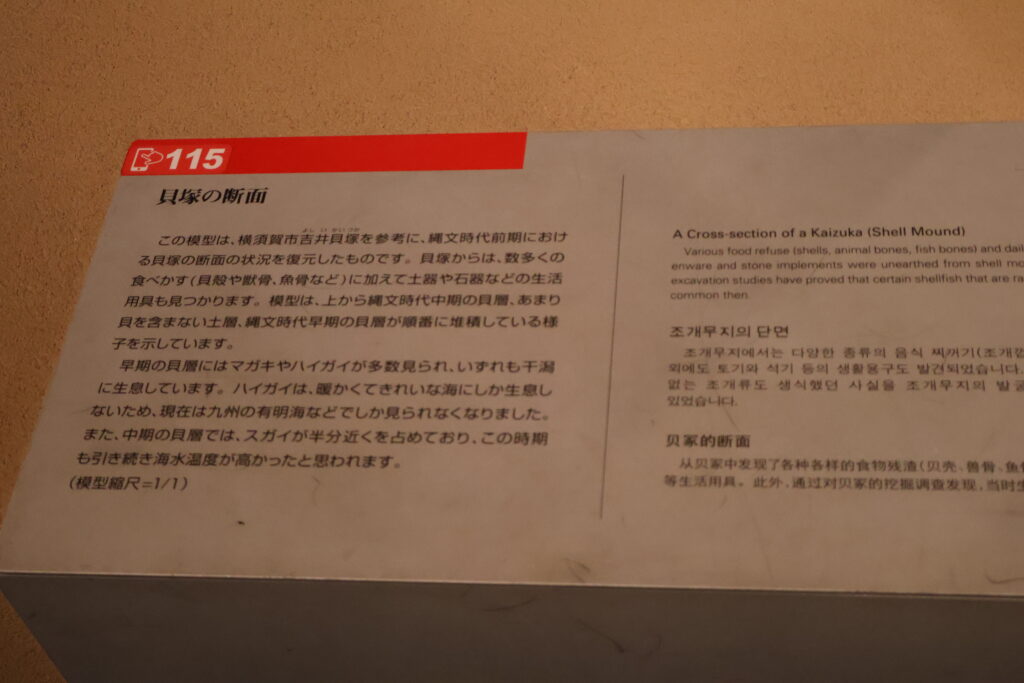 115
貝塚の断面
この模型は、横須賀市吉井貝塚を参考に、縄文時代前期におけ
る貝塚の断面の状況を復元したものです。貝塚からは、数多くの
食べかす(貝殻や獣骨、魚骨など)に加えて土器や石器などの生活
用具も見つかります。模型は、上から縄文時代中期の貝層、あまり
貝を含まない土層、縄文時代早期の貝層が順番に堆積している様
子を示しています。
早期の貝層にはマガキやハイガイが多数見られ、いずれも干潟
に生息しています。ハイガイは、暖かくてきれいな海にしか生息し
ないため、現在は九州の有明海などでしか見られなくなりました。
また、中期の貝層では、スガイが半分近くを占めており、この時期
も引き続き海水温度が高かったと思われます。
(模型縮尺=1/1)
A Cross-section of a Kaizuka (Shell Mound)
Various food refuse (shells, animal bones, fish bones) and dail
enware and stone implements were unearthed from shell mo
excavation studies have proved that certain shellfish that are ra
common then.
조개무지의 단면
조개무지에서는 다양한 종류의 음식 찌꺼기(조개껍
외에도 토기와 석기 등의 생활용구도 발견되었습니다.
없는 조개류도 생식했던 사실을 조개무지의 발굴
있었습니다.
贝冢的断面
从贝冢中发现了各种各样的食物残渣(贝壳、兽骨、鱼骨
等生活用具。此外,通过对贝冢的挖掘调查发现,当时生